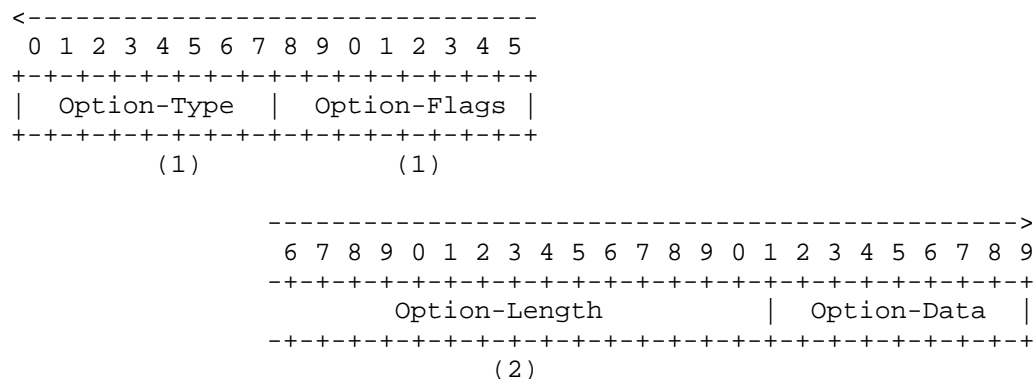 <--------------------------------
 0 1 2 3 4 5 6 7 8 9 0 1 2 3 4 5
+-+-+-+-+-+-+-+-+-+-+-+-+-+-+-+-+
|  Option-Type  |  Option-Flags |
+-+-+-+-+-+-+-+-+-+-+-+-+-+-+-+-+
         (1)            (1)
----------------------------------------------->
 6 7 8 9 0 1 2 3 4 5 6 7 8 9 0 1 2 3 4 5 6 7 8 9
-+-+-+-+-+-+-+-+-+-+-+-+-+-+-+-+-+-+-+-+-+-+-+-+
        Option-Length          |  Option-Data  |
-+-+-+-+-+-+-+-+-+-+-+-+-+-+-+-+-+-+-+-+-+-+-+-+
              (2)